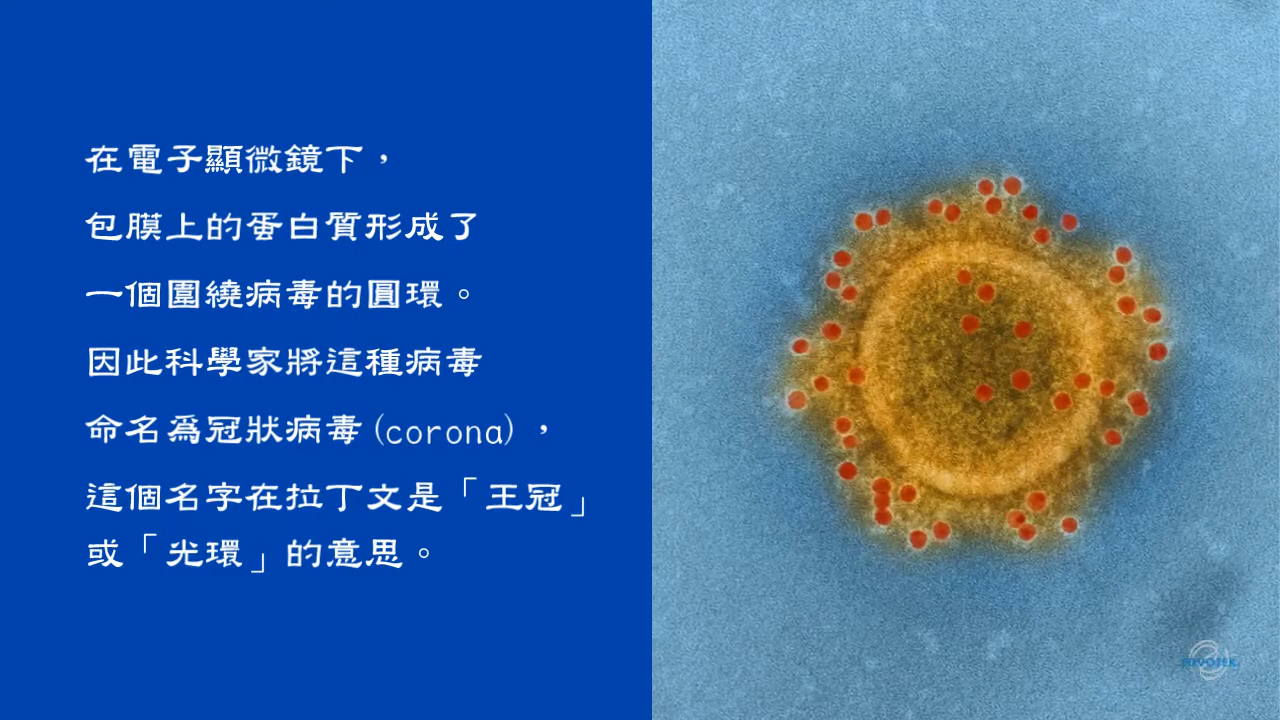 在電子顯微鏡下，
包膜上的蛋白質形成了
一個圍繞病毒的圓環。
因此科學家將這種病毒
命名為冠狀病毒(corona)，
這個名字在拉丁文是「王冠」
或「光環」的意思。